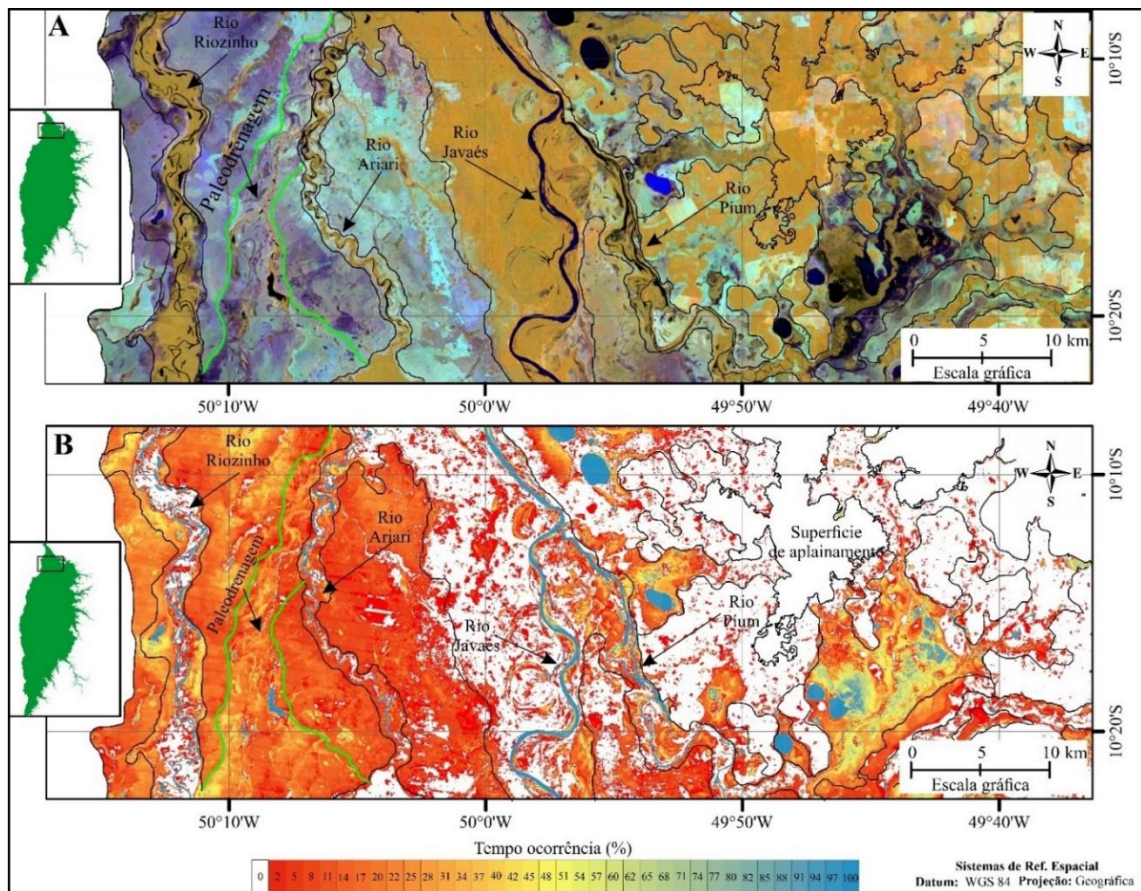 A
Rio
Riozinho
Paleodrenagem
Rio
Ariari
Rio
Javaés
Rio
Pium
N
W E
S
10°10'S
10°20'S
0 5 10 km
Escala gráfica
50°10'W 50°0'W 49°50'W 49°40'W
B
Rio
Riozinho
Paleodrenagem
Rio
Ariari
Rio
Javaés
Rio
Pium
Superfície
de aplainamento
N
W E
S
10°10'S
10°20'S
0 5 10 km
Escala gráfica
50°10'W 50°0'W 49°50'W 49°40'W
Tempo ocorrência (%)
0 2 5 8 11 14 17 20 22 25 28 31 34 37 40 42 45 48 51 54 57 60 62 65 68 71 74 77 80 82 85 88 91 94 97 100
Sistemas de Ref. Espacial
Datum: WGS 84 Projeção: Geográfica